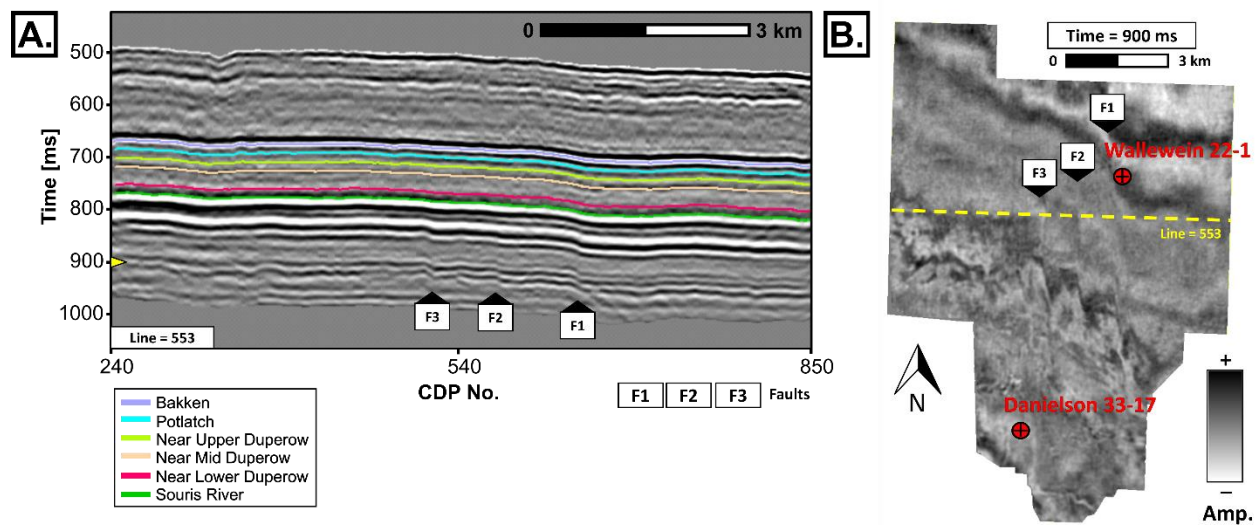 A.
0
3 km
500
600
700
800
900
1000
Time [ms]
F3
F2
F1
Line = 553
240
540
850
CDP No.
Bakken
Potlatch
Near Upper Duperow
Near Mid Duperow
Near Lower Duperow
Souris River
F1 F2 F3 Faults
B.
Time = 900 ms
0
3 km
F1
Wallewein 22-1
F2
F3
Line = 553
N
Danielson 33-17
+
–
Amp.